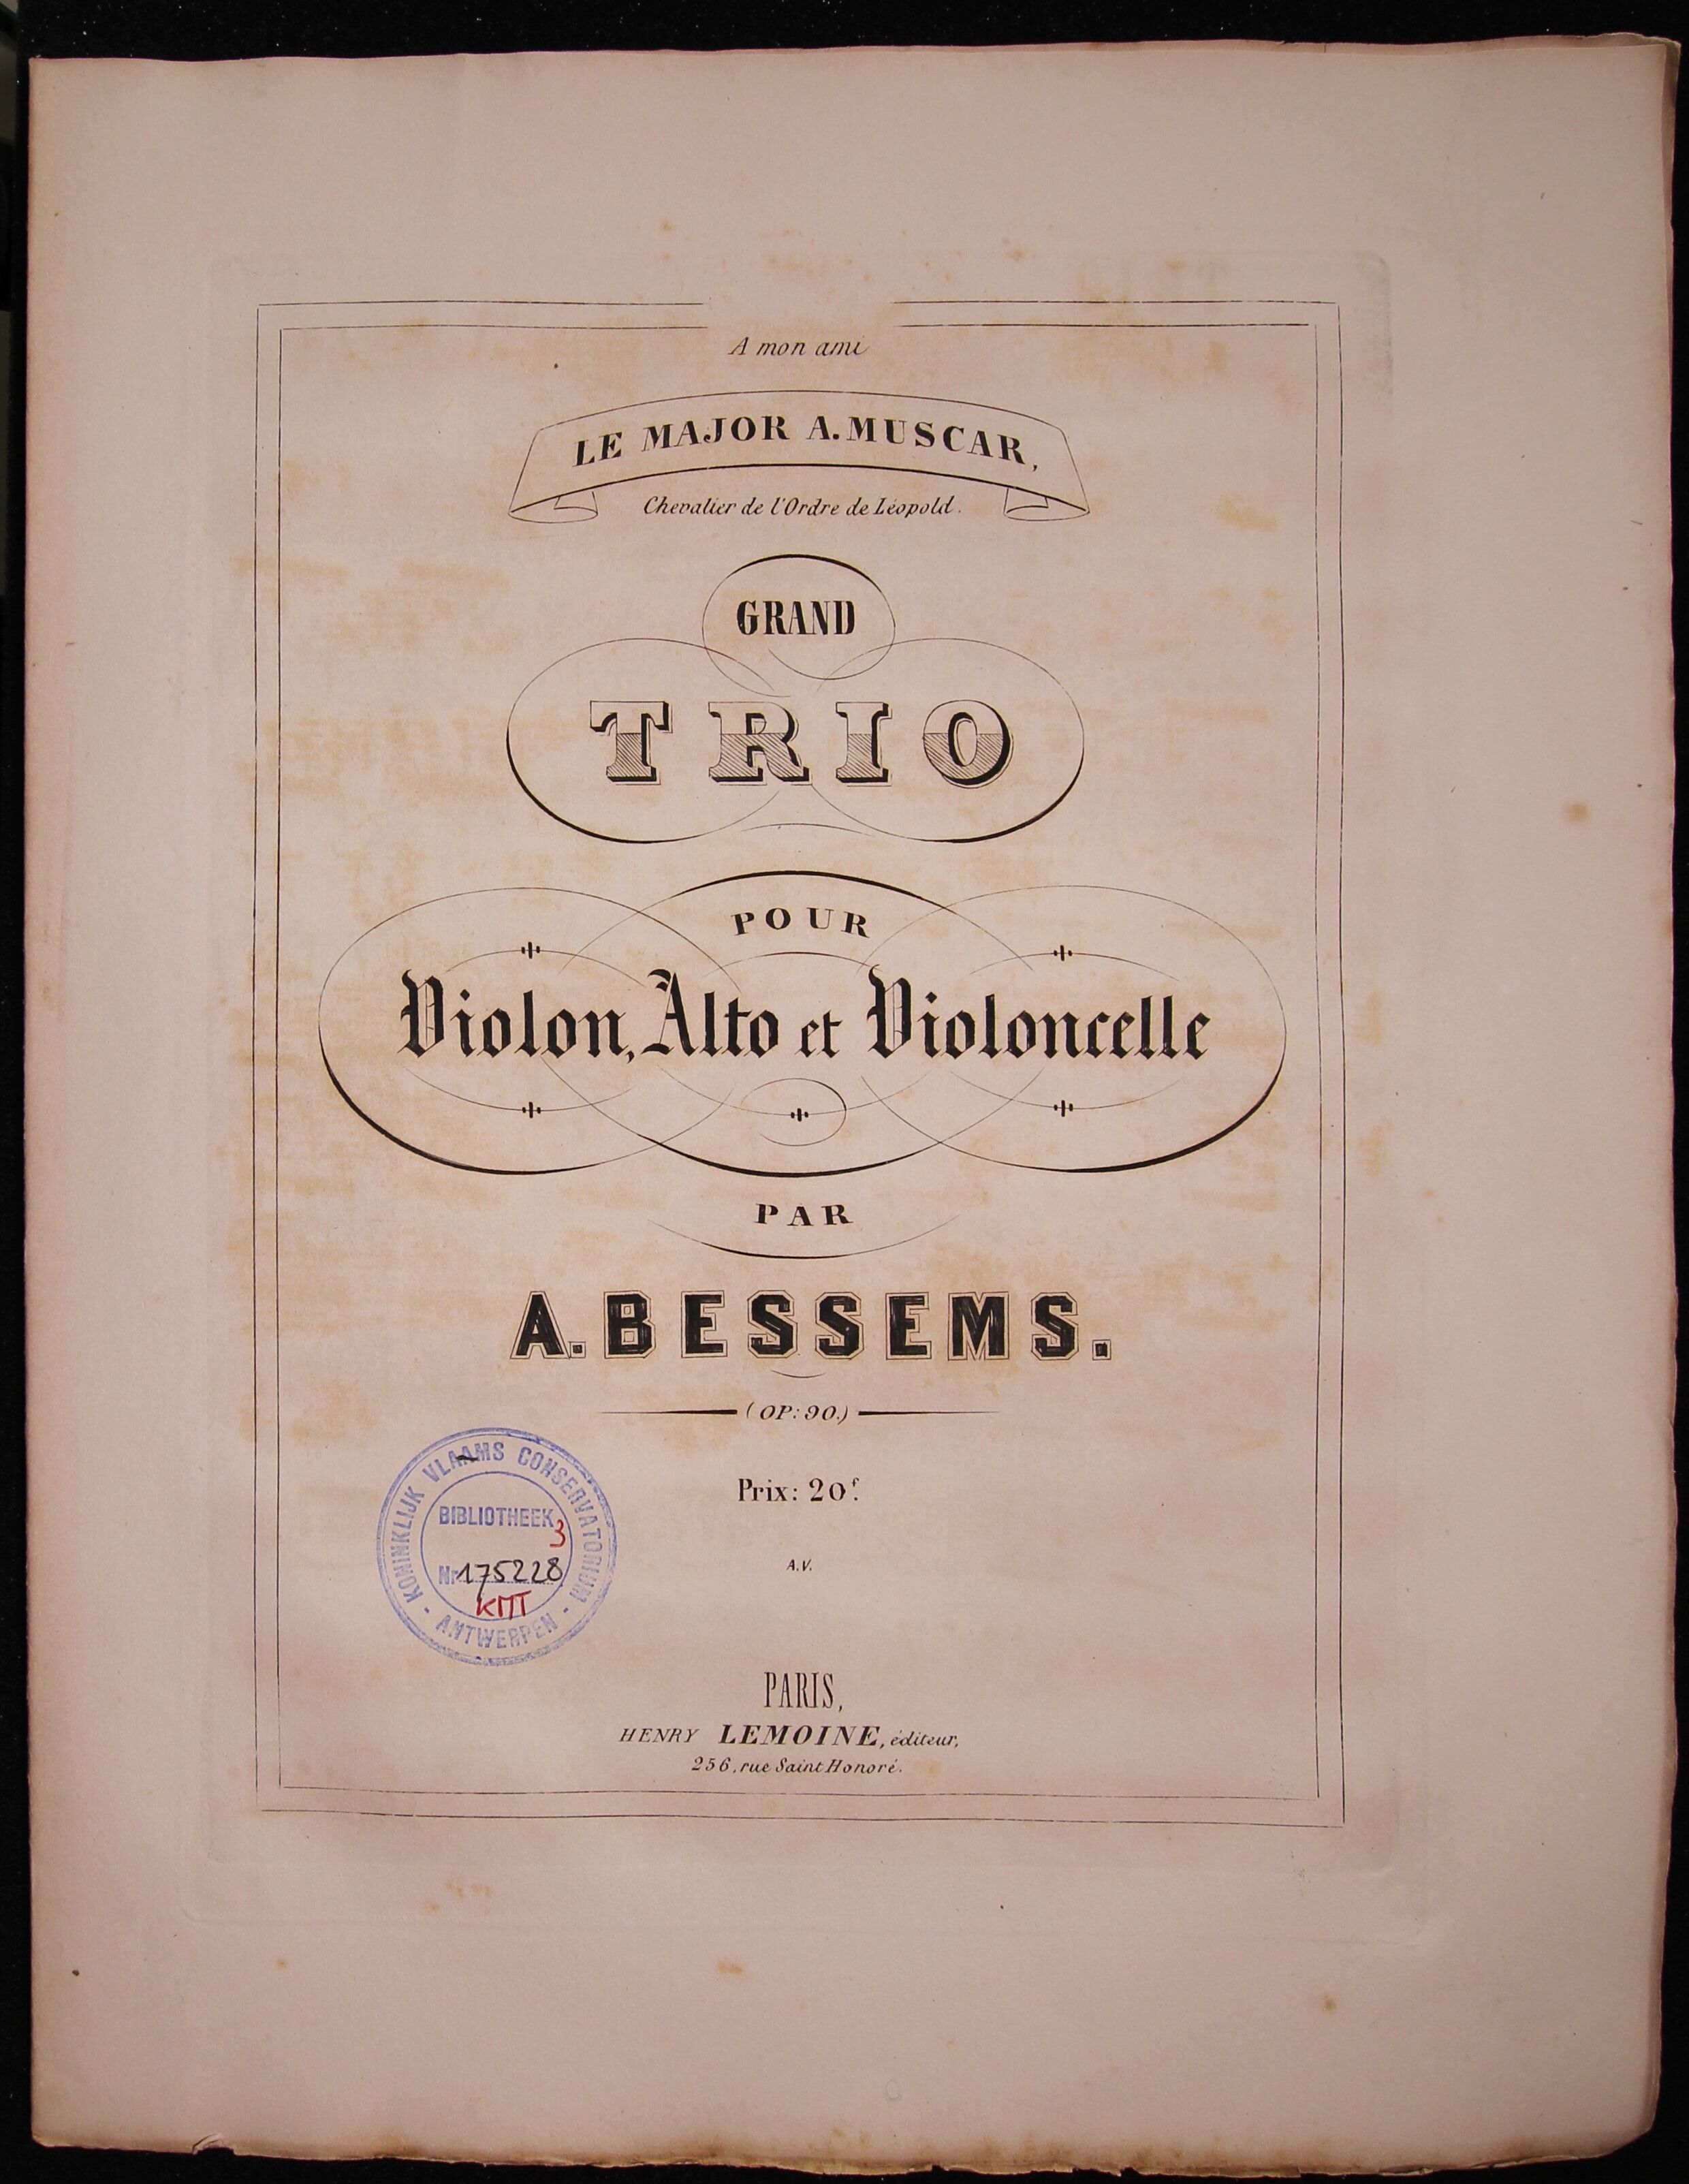 A mon ami
LE MAJOR A. MUSCAR,
Chevalier de l'Ordre de Léopold.
GRAND
TRIO
POUR
Violon, Alto et Violoncelle
PAR
A. BESSEMS.
(OP: 90.)
Prix: 20f.
A.V.
KONINKLIJK VLAAMS CONSERVATORIUM
BIBLIOTHEEK
3
Nr 175228
KMT
- ANTWERPEN -
PARIS,
HENRY LEMOINE, éditeur,
256, rue Saint Honoré.